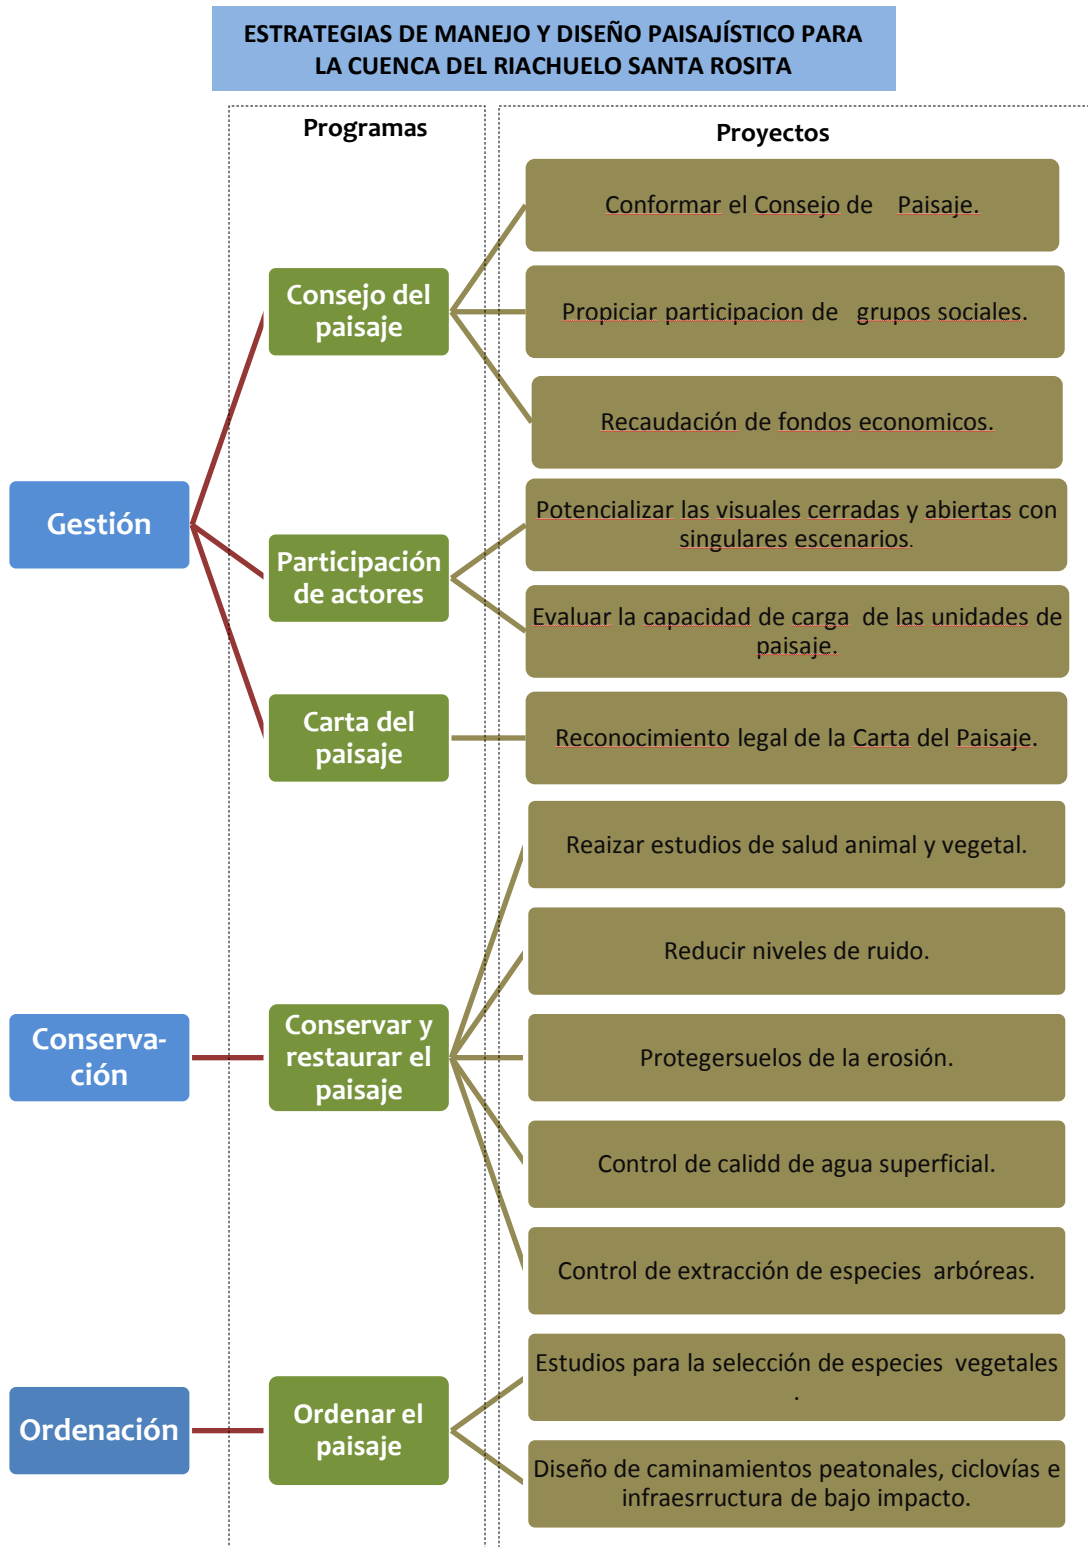 ESTRATEGIAS DE MANEJO Y DISEÑO PAISAJÍSTICO PARA
LA CUENCA DEL RIACHUELO SANTA ROSITA
Programas
Proyectos
Gestión
Consejo del
paisaje
Conformar el Consejo de Paisaje.
Propiciar participacion de grupos sociales.
Recaudación de fondos economicos.
Participación
de actores
Potencializar las visuales cerradas y abiertas con
singulares escenarios.
Evaluar la capacidad de carga de las unidades de
paisaje.
Carta del
paisaje
Reconocimiento legal de la Carta del Paisaje.
Conserva-
ción
Conservar y
restaurar el
paisaje
Reaizar estudios de salud animal y vegetal.
Reducir niveles de ruido.
Protegersuelos de la erosión.
Control de calidd de agua superficial.
Control de extracción de especies arbóreas.
Ordenación
Ordenar el
paisaje
Estudios para la selección de especies vegetales
.
Diseño de caminamientos peatonales, ciclovías e
infraesrructura de bajo impacto.